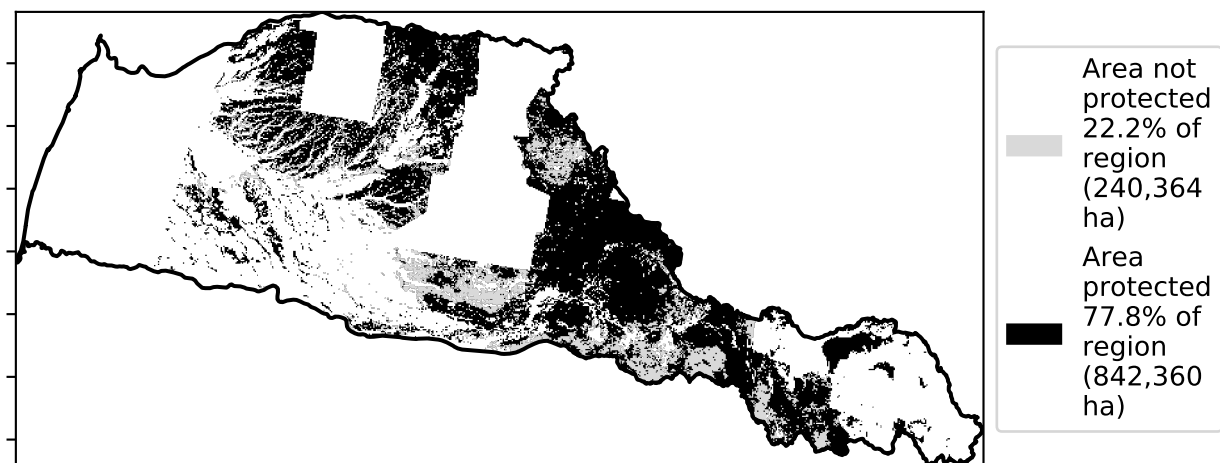 Area not
protected
22.2% of
region
(240,364
ha)
Area
protected
77.8% of
region
(842,360
ha)